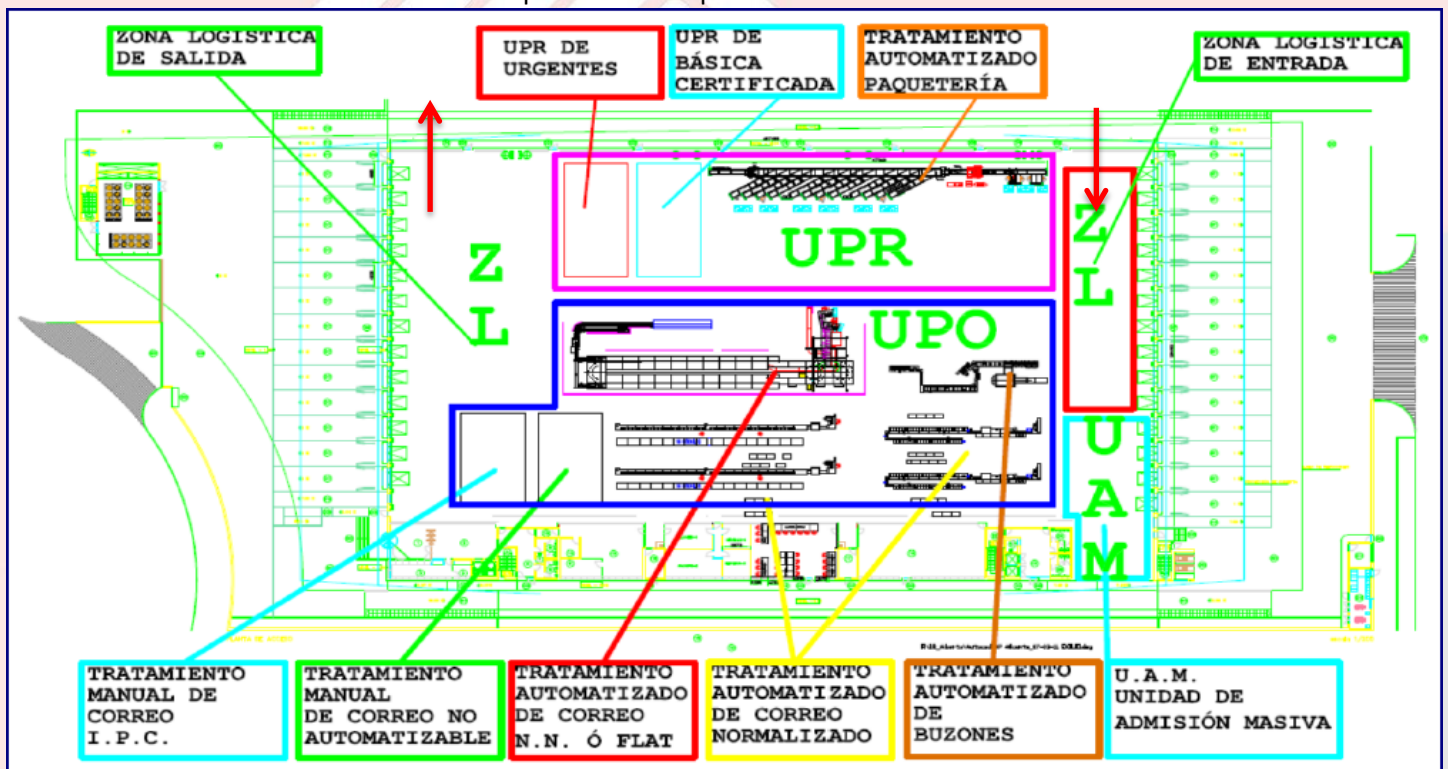 ZONA LOGISTICA
DE SALIDA
UPR DE
URGENTES
UPR DE
BÁSICA
CERTIFICADA
TRATAMIENTO
AUTOMATIZADO
PAQUETERÍA
ZONA LOGISTICA
DE ENTRADA
Z
L
UPR
Z
L
UPO
U
A
M
TRATAMIENTO
MANUAL DE
CORREO
I.P.C.
TRATAMIENTO
MANUAL
DE CORREO NO
AUTOMATIZABLE
TRATAMIENTO
AUTOMATIZADO
DE CORREO
N.N. Ó FLAT
TRATAMIENTO
AUTOMATIZADO
DE CORREO
NORMALIZADO
TRATAMIENTO
AUTOMATIZADO
DE
BUZONES
U.A.M.
UNIDAD DE
ADMISIÓN MASIVA